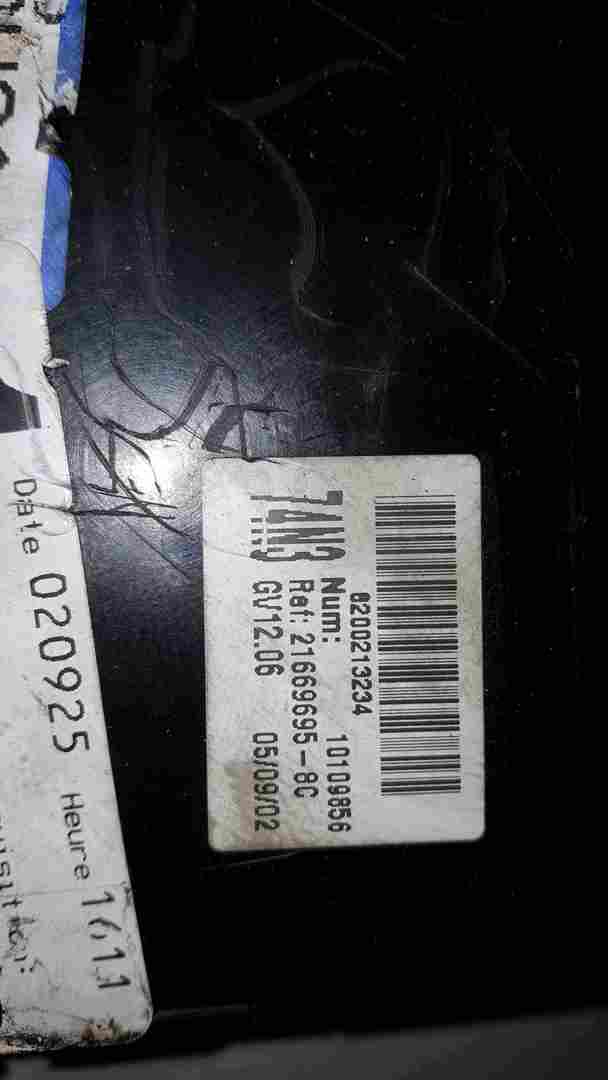 8200213234
Num: 10109856
Ref: 21669695-8C
GV12.06 05/09/02
74N3
Date 020925 Heure 1611